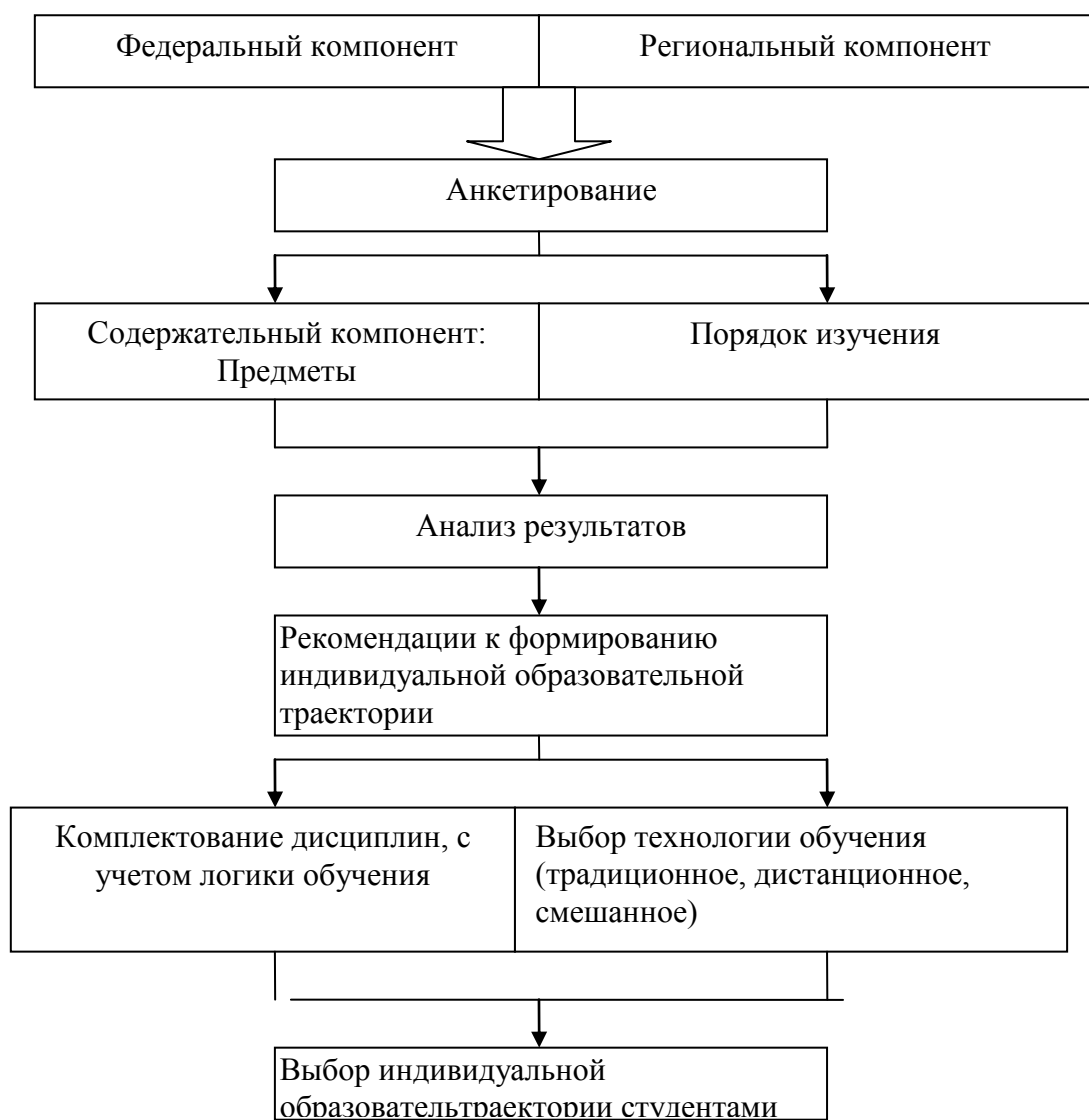 Федеральный компонент
Региональный компонент
Анкетирование
Содержательный компонент:
Предметы
Порядок изучения
Анализ результатов
Рекомендации к формированию
индивидуальной образовательной
траектории
Комплектование дисциплин, с
учетом логики обучения
Выбор технологии обучения
(традиционное, дистанционное,
смешанное)
Выбор индивидуальной
образовательтраектории студентами